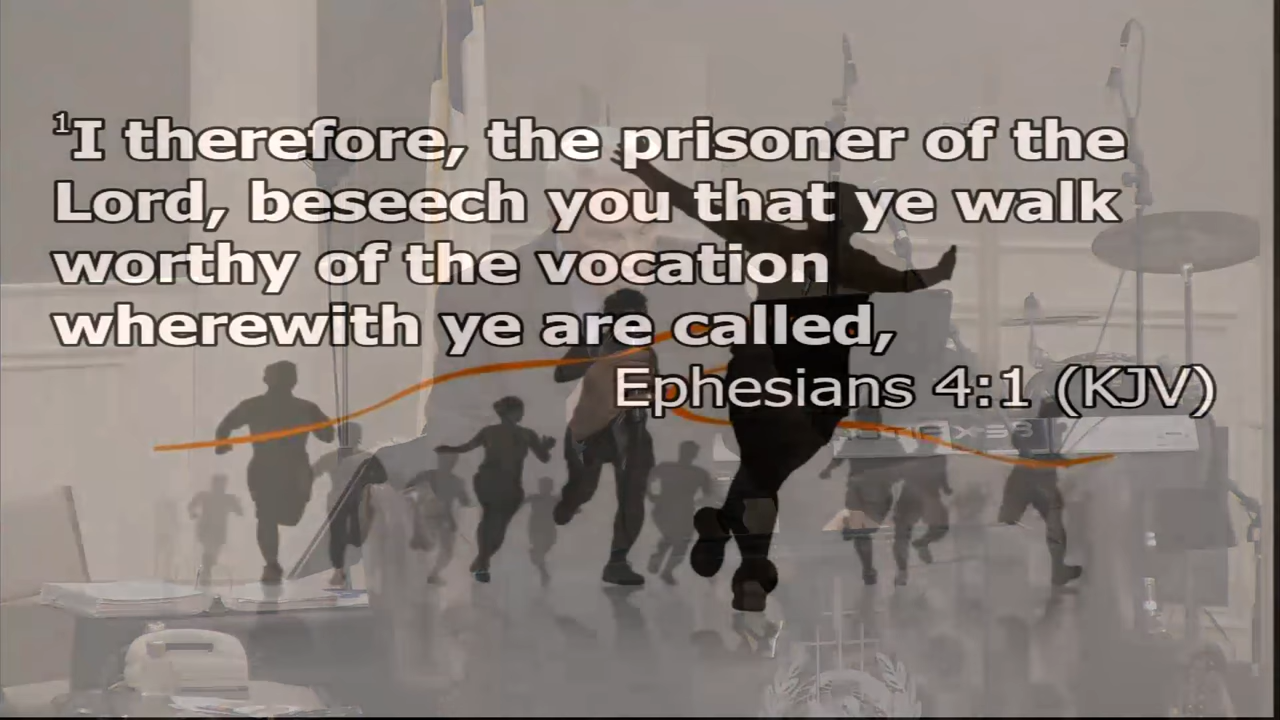 ¹I therefore, the prisoner of the
Lord, beseech you that ye walk
worthy of the vocation
wherewith ye are called,
Ephesians 4:1 (KJV)